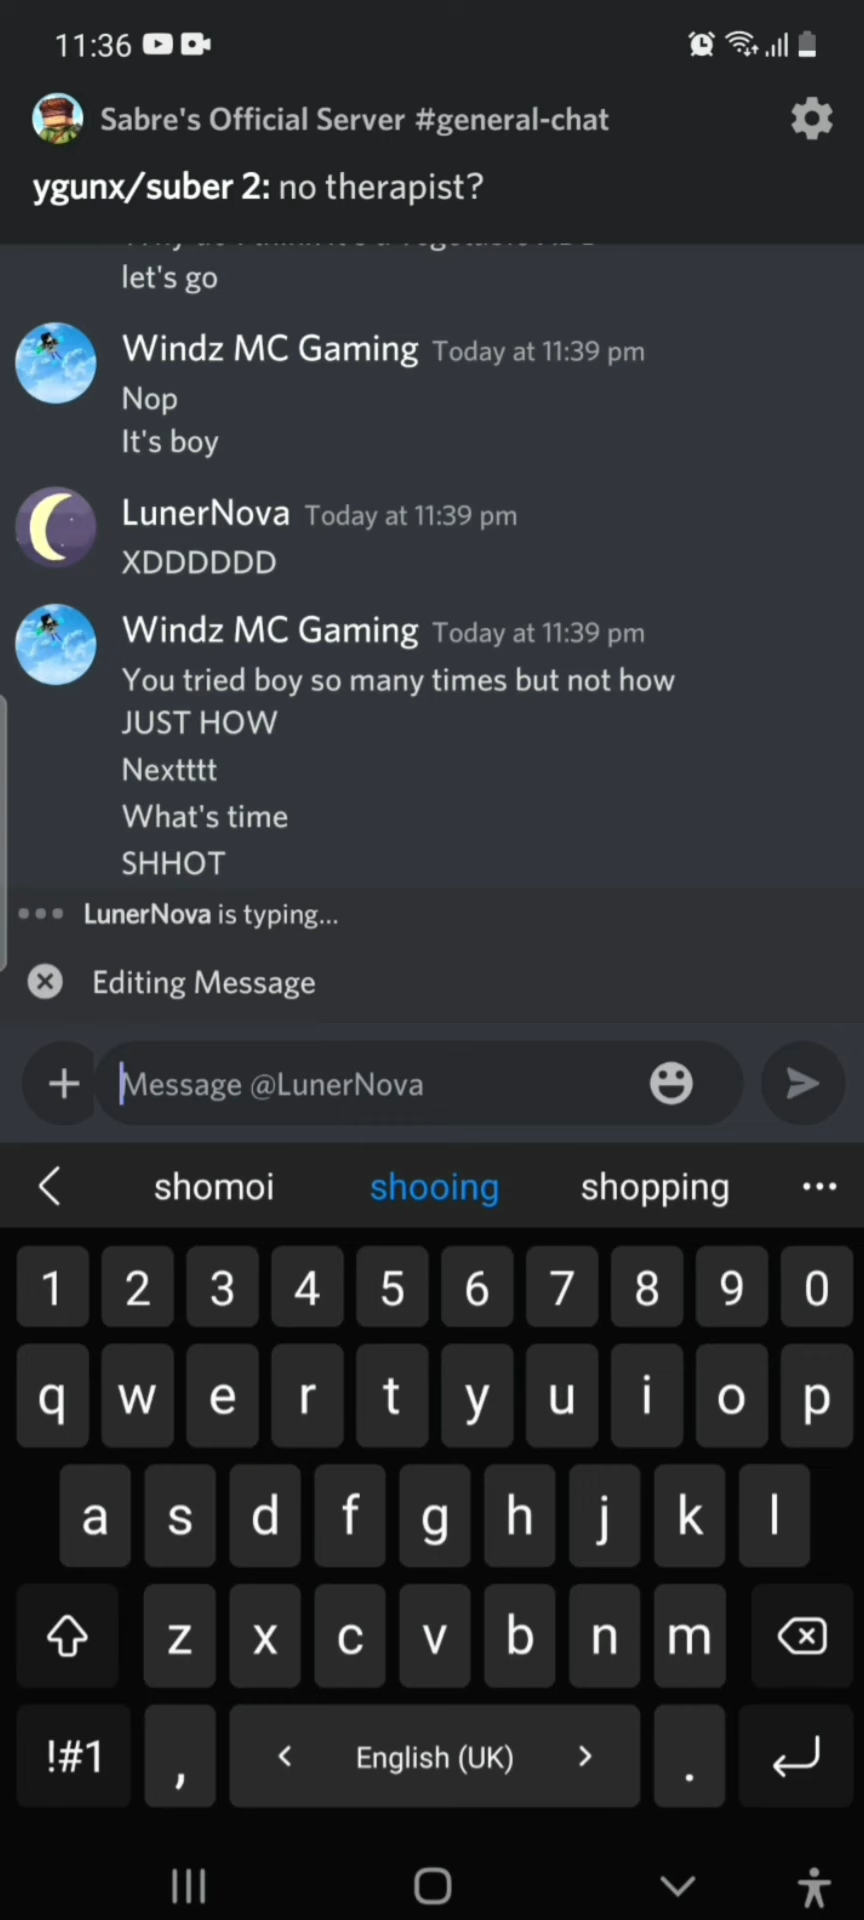 11:36
Sabre's Official Server #general-chat
ygunx/suber 2: no therapist?
let's go
Windz MC Gaming Today at 11:39 pm
Nop
It's boy
LunerNova Today at 11:39 pm
XDDDDDD
Windz MC Gaming Today at 11:39 pm
You tried boy so many times but not how
JUST HOW
Nextttt
What's time
SHHOT
LunerNova is typing...
Editing Message
Message @LunerNova
shomoi shooing shopping
1 2 3 4 5 6 7 8 9 0
q w e r t y u i o p
a s d f g h j k l
z x c v b n m
!#1 , < English (UK) > .